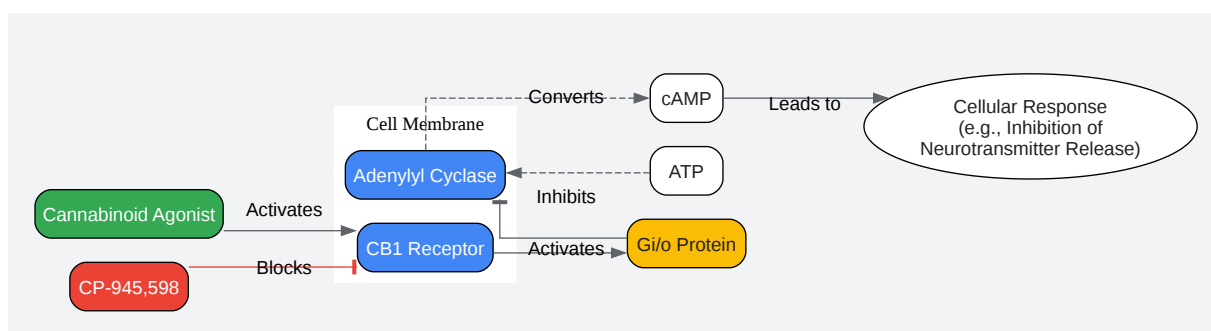 Converts
cAMP
Leads to
Cellular Response
(e.g., Inhibition of
Neurotransmitter Release)
Cell Membrane
Adenylyl Cyclase
ATP
Inhibits
Cannabinoid Agonist
Activates
CB1 Receptor
Activates
Gi/o Protein
CP-945,598
Blocks